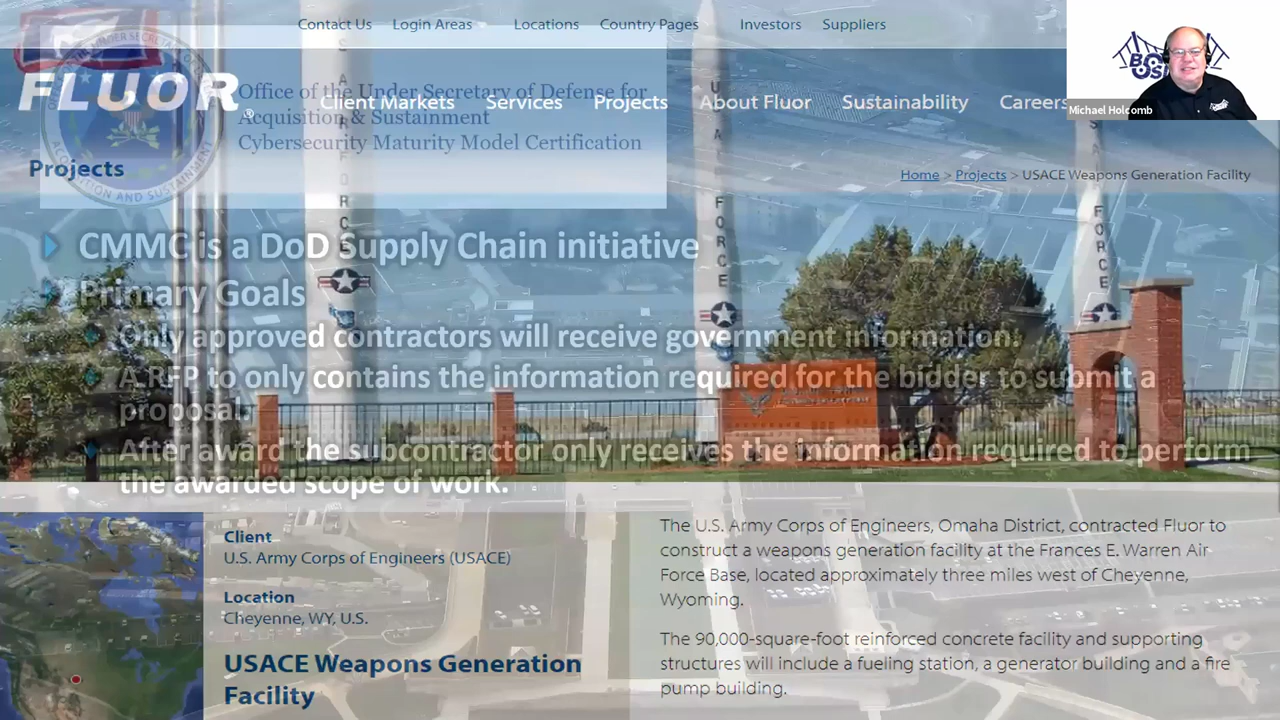 Contact Us Login Areas Locations Country Pages Investors Suppliers
FLUOR®
Client Markets Services Projects About Fluor Sustainability Careers
Office of the Under Secretary of Defense for
Acquisition & Sustainment
Cybersecurity Maturity Model Certification
Michael Holcomb
Projects
Home > Projects > USACE Weapons Generation Facility
AND SUSTAINMENT
FORCE
FORCE
FORCE
CMMC is a DoD Supply Chain initiative
Primary Goals
Only approved contractors will receive government information.
A RFP to only contains the information required for the bidder to submit a
proposal.
After award the subcontractor only receives the information required to perform
the awarded scope of work.
Client
U.S. Army Corps of Engineers (USACE)
Location
Cheyenne, WY, U.S.
USACE Weapons Generation
Facility
The U.S. Army Corps of Engineers, Omaha District, contracted Fluor to
construct a weapons generation facility at the Frances E. Warren Air
Force Base, located approximately three miles west of Cheyenne,
Wyoming.
The 90,000-square-foot reinforced concrete facility and supporting
structures will include a fueling station, a generator building and a fire
pump building.